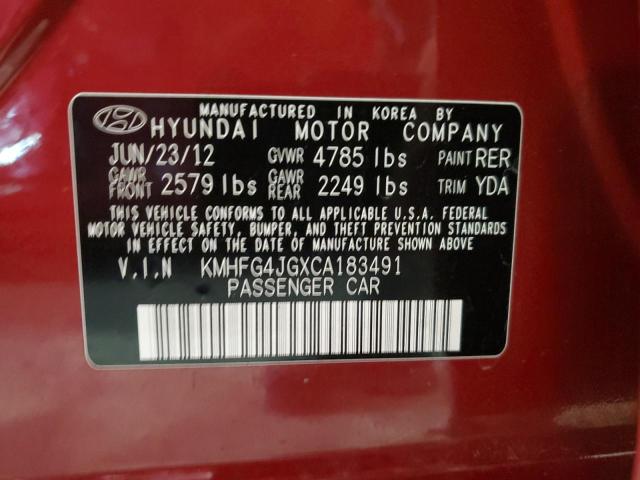 MANUFACTURED IN KOREA BY
HYUNDAI MOTOR COMPANY
JUN/23/12 GVWR 4785 lbs PAINT RER
GAWR FRONT 2579 lbs GAWR REAR 2249 lbs TRIM YDA
THIS VEHICLE CONFORMS TO ALL APPLICABLE U.S.A. FEDERAL
MOTOR VEHICLE SAFETY, BUMPER, AND THEFT PREVENTION STANDARDS
IN EFFECT ON THE DATE OF MANUFACTURE SHOWN ABOVE.
V.I.N KMHFG4JGXCA183491
PASSENGER CAR